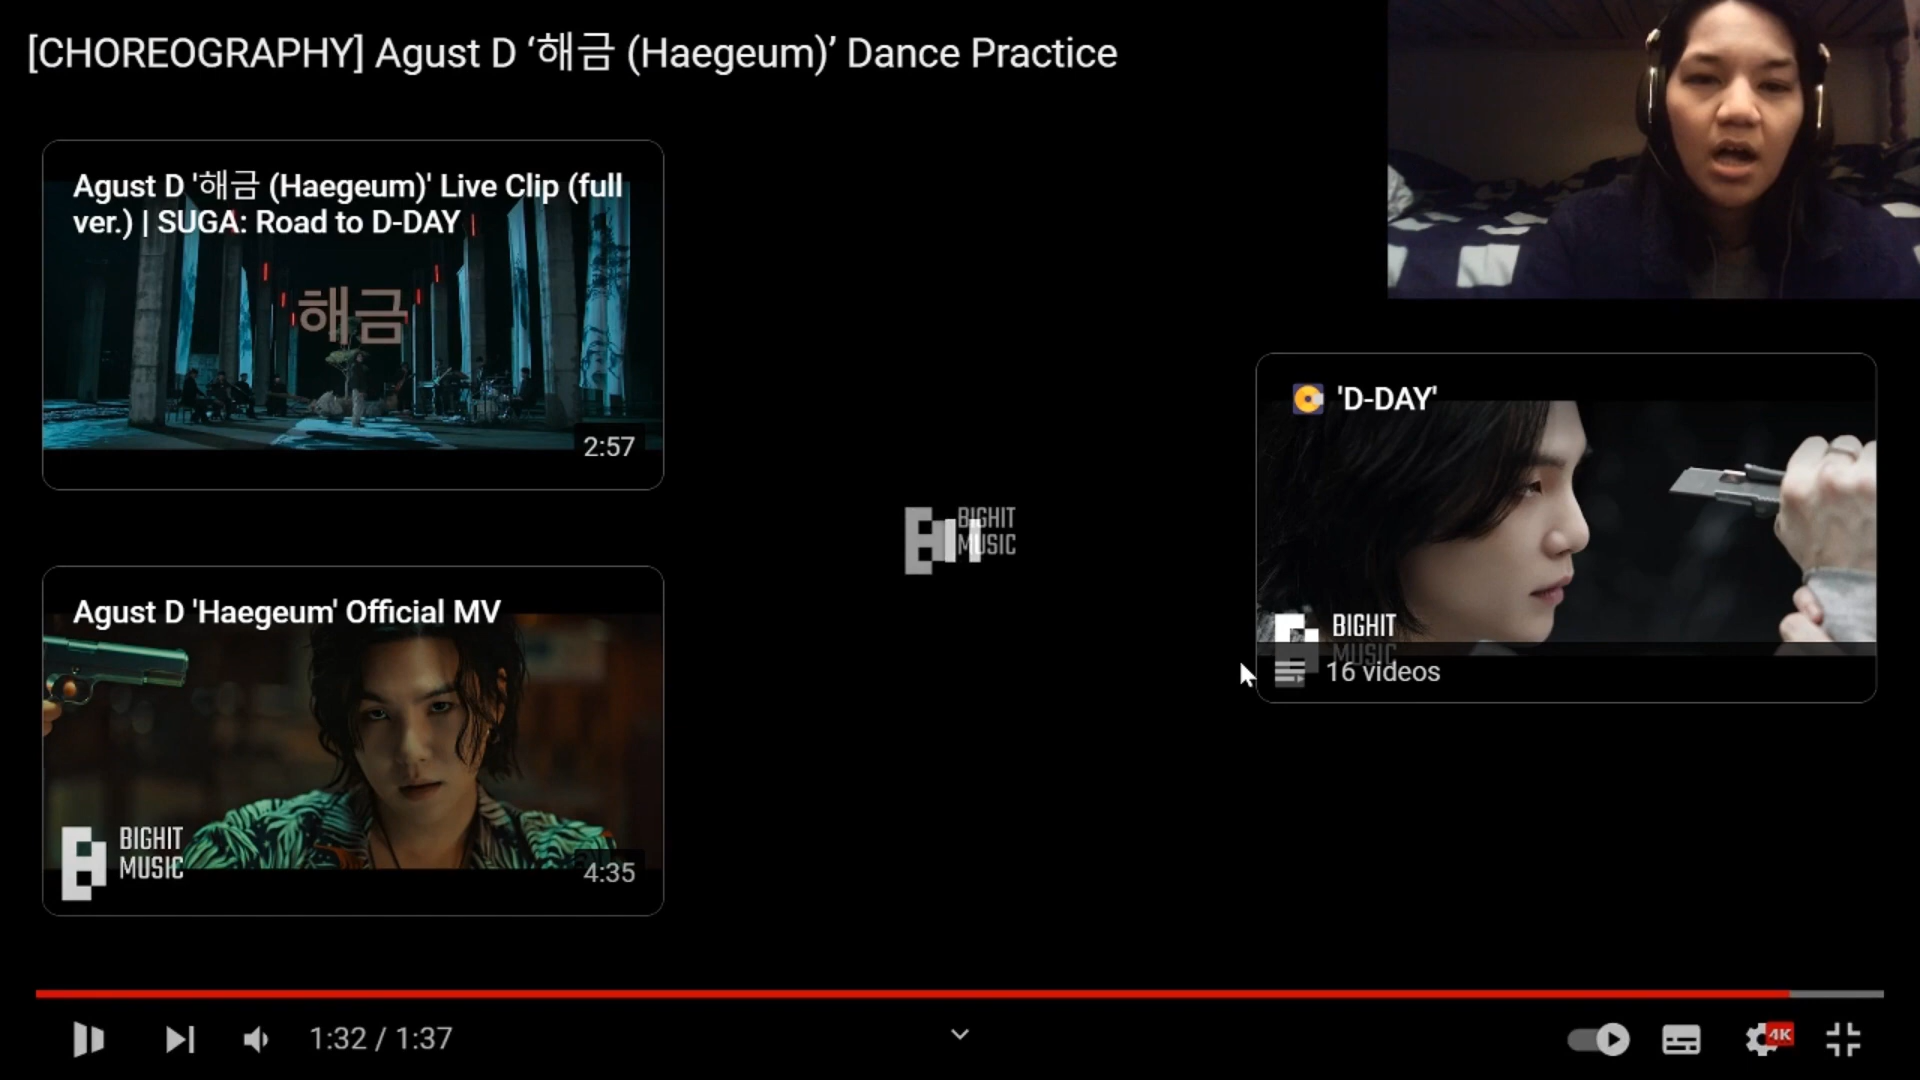 [CHOREOGRAPHY] Agust D ‘해금 (Haegeum)’ Dance Practice
Agust D '해금 (Haegeum)' Live Clip (full
ver.) | SUGA: Road to D-DAY
해금
2:57
'D-DAY'
BIGHIT
MUSIC
16 videos
BIGHIT
MUSIC
Agust D 'Haegeum' Official MV
BIGHIT
MUSIC
4:35
1:32 / 1:37
4K